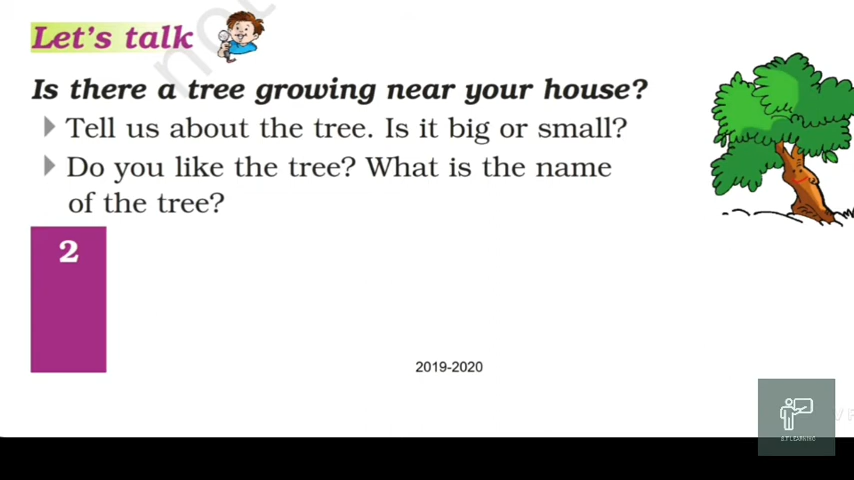 Let's talk
Is there a tree growing near your house?
Tell us about the tree. Is it big or small?
Do you like the tree? What is the name
of the tree?
2
2019-2020